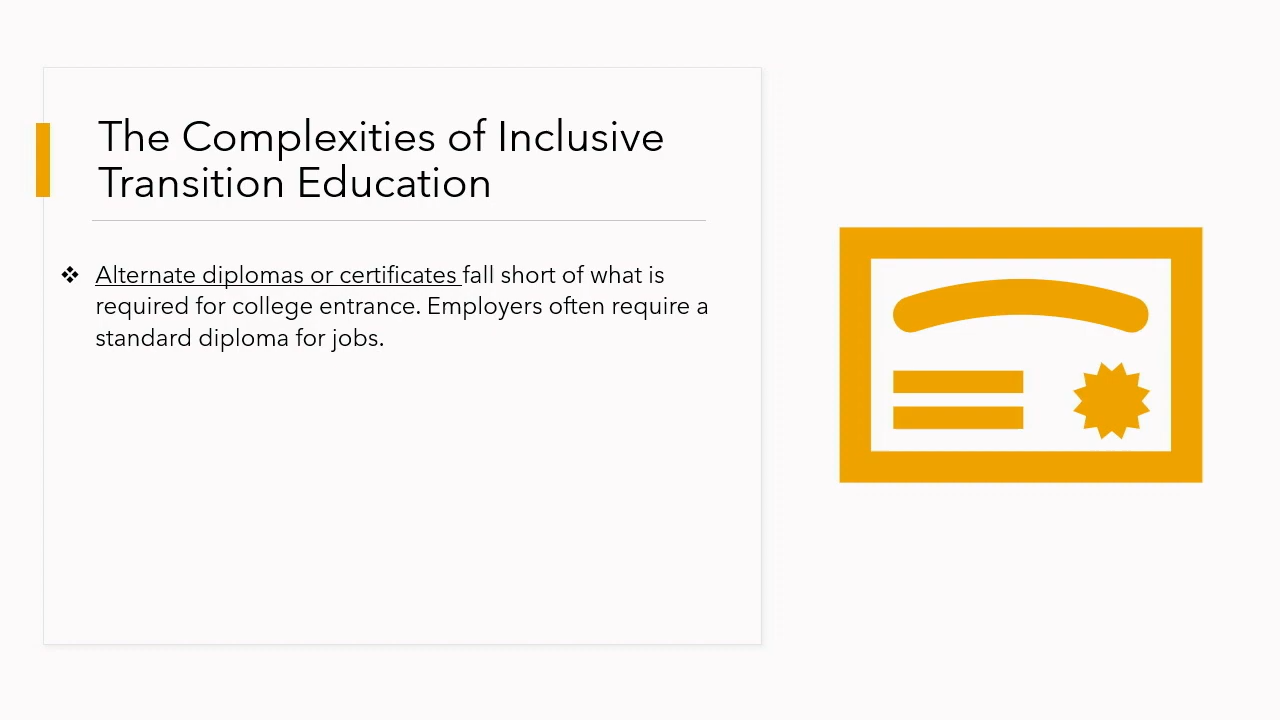 The Complexities of Inclusive
Transition Education
❖ Alternate diplomas or certificates fall short of what is
required for college entrance. Employers often require a
standard diploma for jobs.